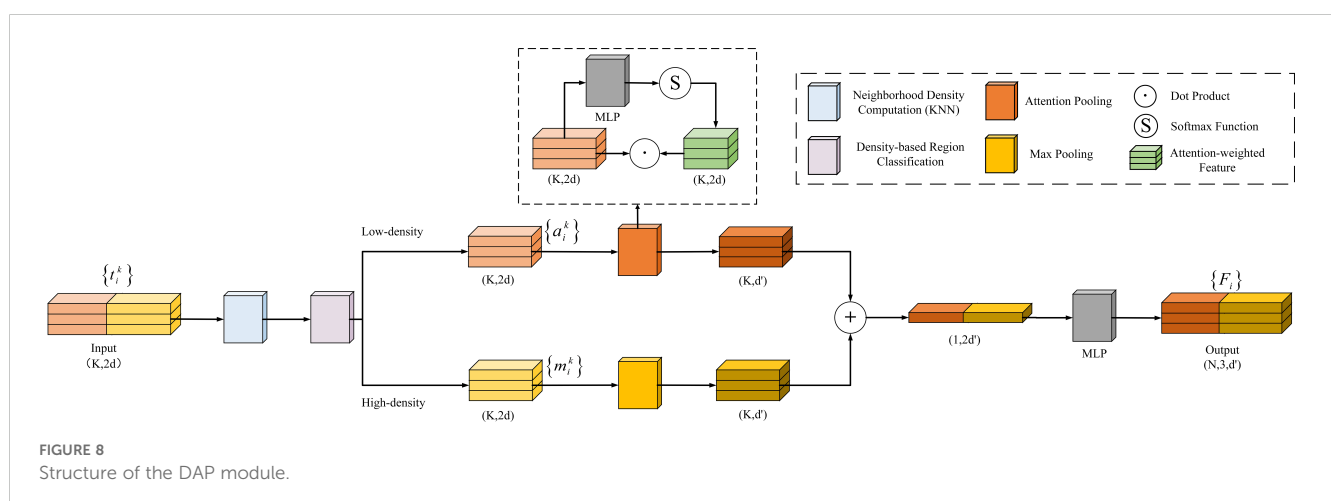 MLP
S
(K,2d)
·
(K,2d)
Neighborhood Density
Computation (KNN)
Density-based Region
Classification
Attention Pooling
Max Pooling
Dot Product
S
Softmax Function
Attention-weighted
Feature
Low-density
{a_i^k}
(K,2d)
(K,d')
{t_i^k}
Input
(K,2d)
+
(1,2d')
MLP
{F_i}
Output
(N,3,d')
High-density
{m_i^k}
(K,2d)
(K,d')
FIGURE 8
Structure of the DAP module.